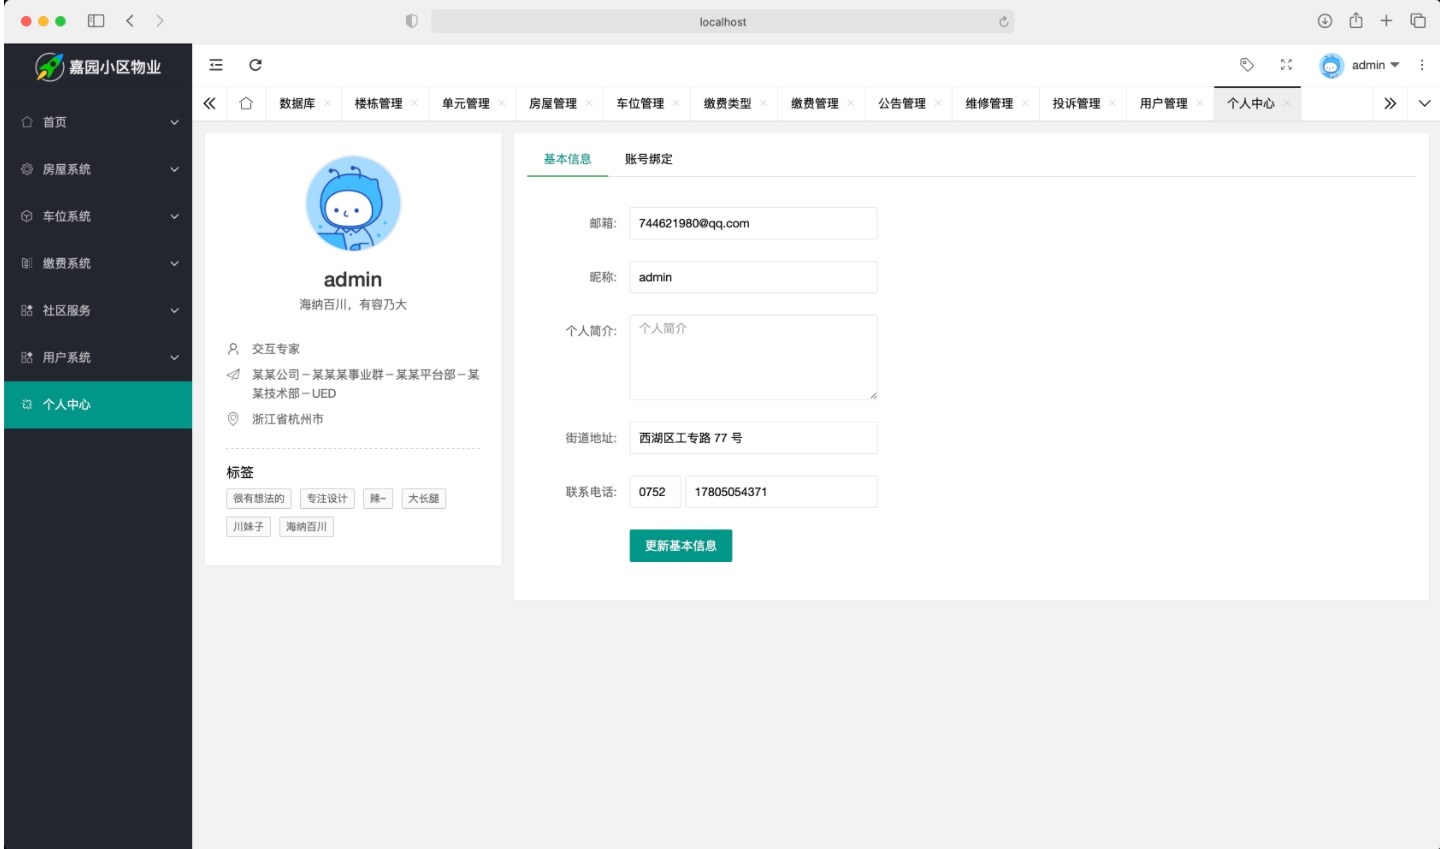 localhost
嘉园小区物业
admin
数据库
楼栋管理
单元管理
房屋管理
车位管理
缴费类型
缴费管理
公告管理
维修管理
投诉管理
用户管理
个人中心
首页
房屋系统
车位系统
缴费系统
社区服务
用户系统
个人中心
admin
海纳百川，有容乃大
交互专家
某某公司－某某某事业群－某某平台部－某
某技术部－UED
浙江省杭州市
标签
很有想法的
专注设计
辣~
大长腿
川妹子
海纳百川
基本信息
账号绑定
邮箱:
744621980@qq.com
昵称:
admin
个人简介:
个人简介
街道地址:
西湖区工专路 77 号
联系电话:
0752
17805054371
更新基本信息